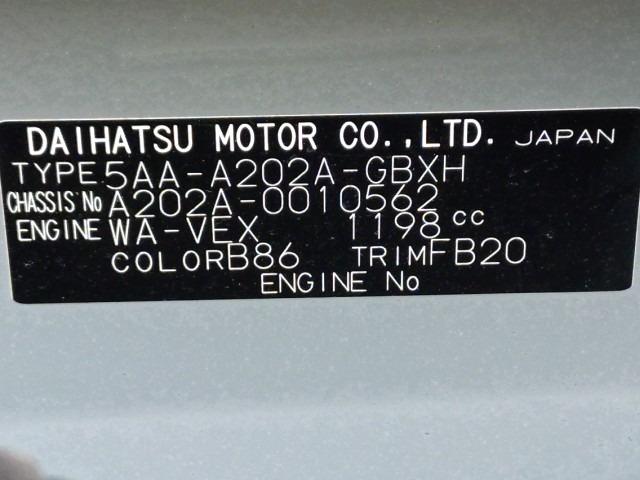 DAIHATSU MOTOR CO.,LTD. JAPAN
TYPE 5AA-A202A-GBXH
CHASSIS No A202A-0010562
ENGINE WA-VEX 1198 cc
COLOR B86 TRIM FB20
ENGINE No